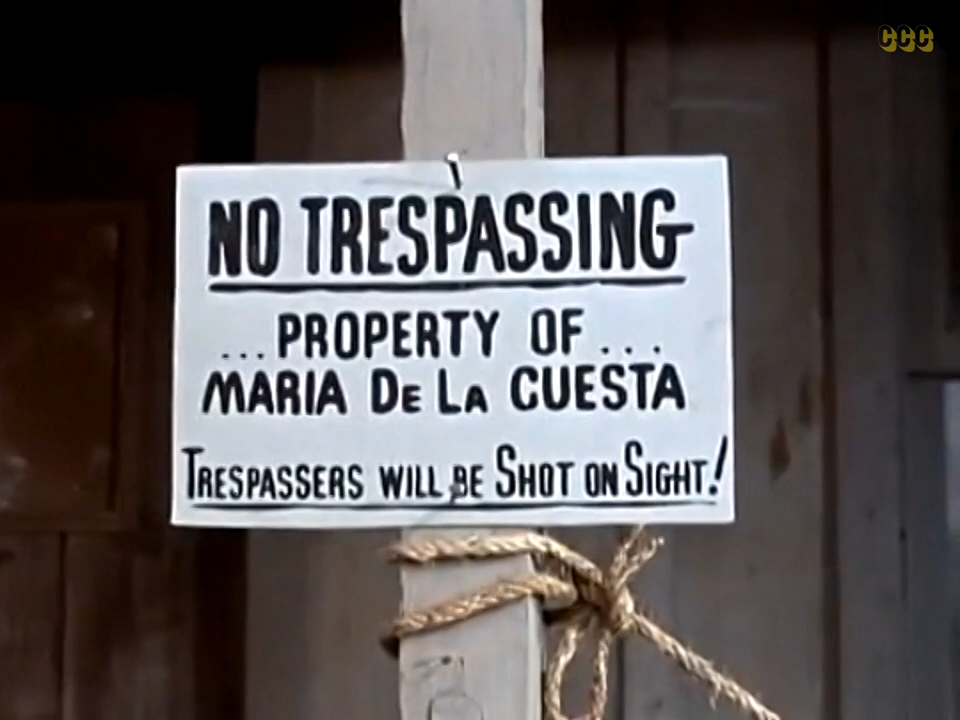 CCC
NO TRESPASSING
...PROPERTY OF...
MARIA DE LA CUESTA
TRESPASSERS WILL BE SHOT ON SIGHT!